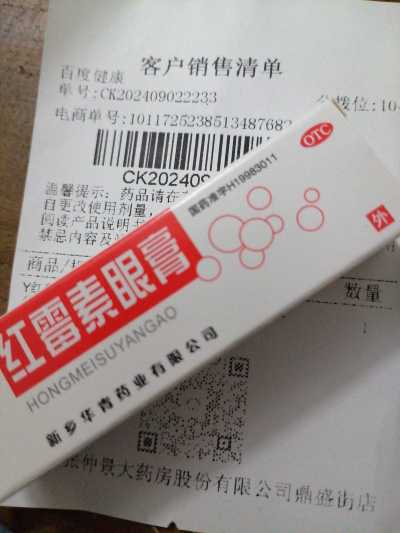 客户销售清单
百度健康
单号:CK202409022233
电商单号:1011725238513487682
拨位:10
CK202409
温馨提示:药品请在
自更改使用剂量,
阅读产品说明书
禁忌内容及
商品/
数量
1
OTC
国药准字H19983011
外
红霉素眼膏
HONGMEISUYANGAO
新乡华青药业有限公司
张仲景大药房股份有限公司鼎盛街店